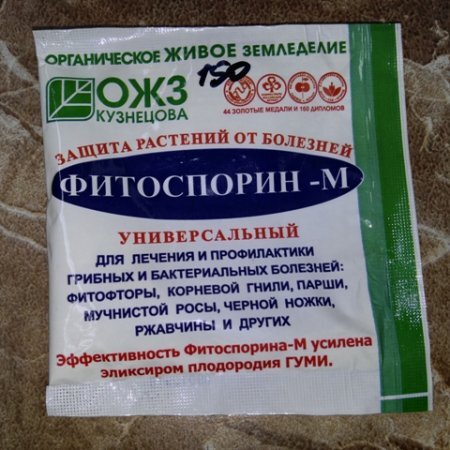 ОРГАНИЧЕСКОЕ ЖИВОЕ ЗЕМЛЕДЕЛИЕ
ОЖЗ
150
КУЗНЕЦОВА
44 ЗОЛОТЫЕ МЕДАЛИ И 160 ДИПЛОМОВ
ЗАЩИТА РАСТЕНИЙ ОТ БОЛЕЗНЕЙ
ФИТОСПОРИН -М
УНИВЕРСАЛЬНЫЙ
ДЛЯ ЛЕЧЕНИЯ И ПРОФИЛАКТИКИ
ГРИБНЫХ И БАКТЕРИАЛЬНЫХ БОЛЕЗНЕЙ:
ФИТОФТОРЫ, КОРНЕВОЙ ГНИЛИ, ПАРШИ,
МУЧНИСТОЙ РОСЫ, ЧЕРНОЙ НОЖКИ,
РЖАВЧИНЫ И ДРУГИХ
Эффективность Фитоспорина-М усилена
эликсиром плодородия ГУМИ.